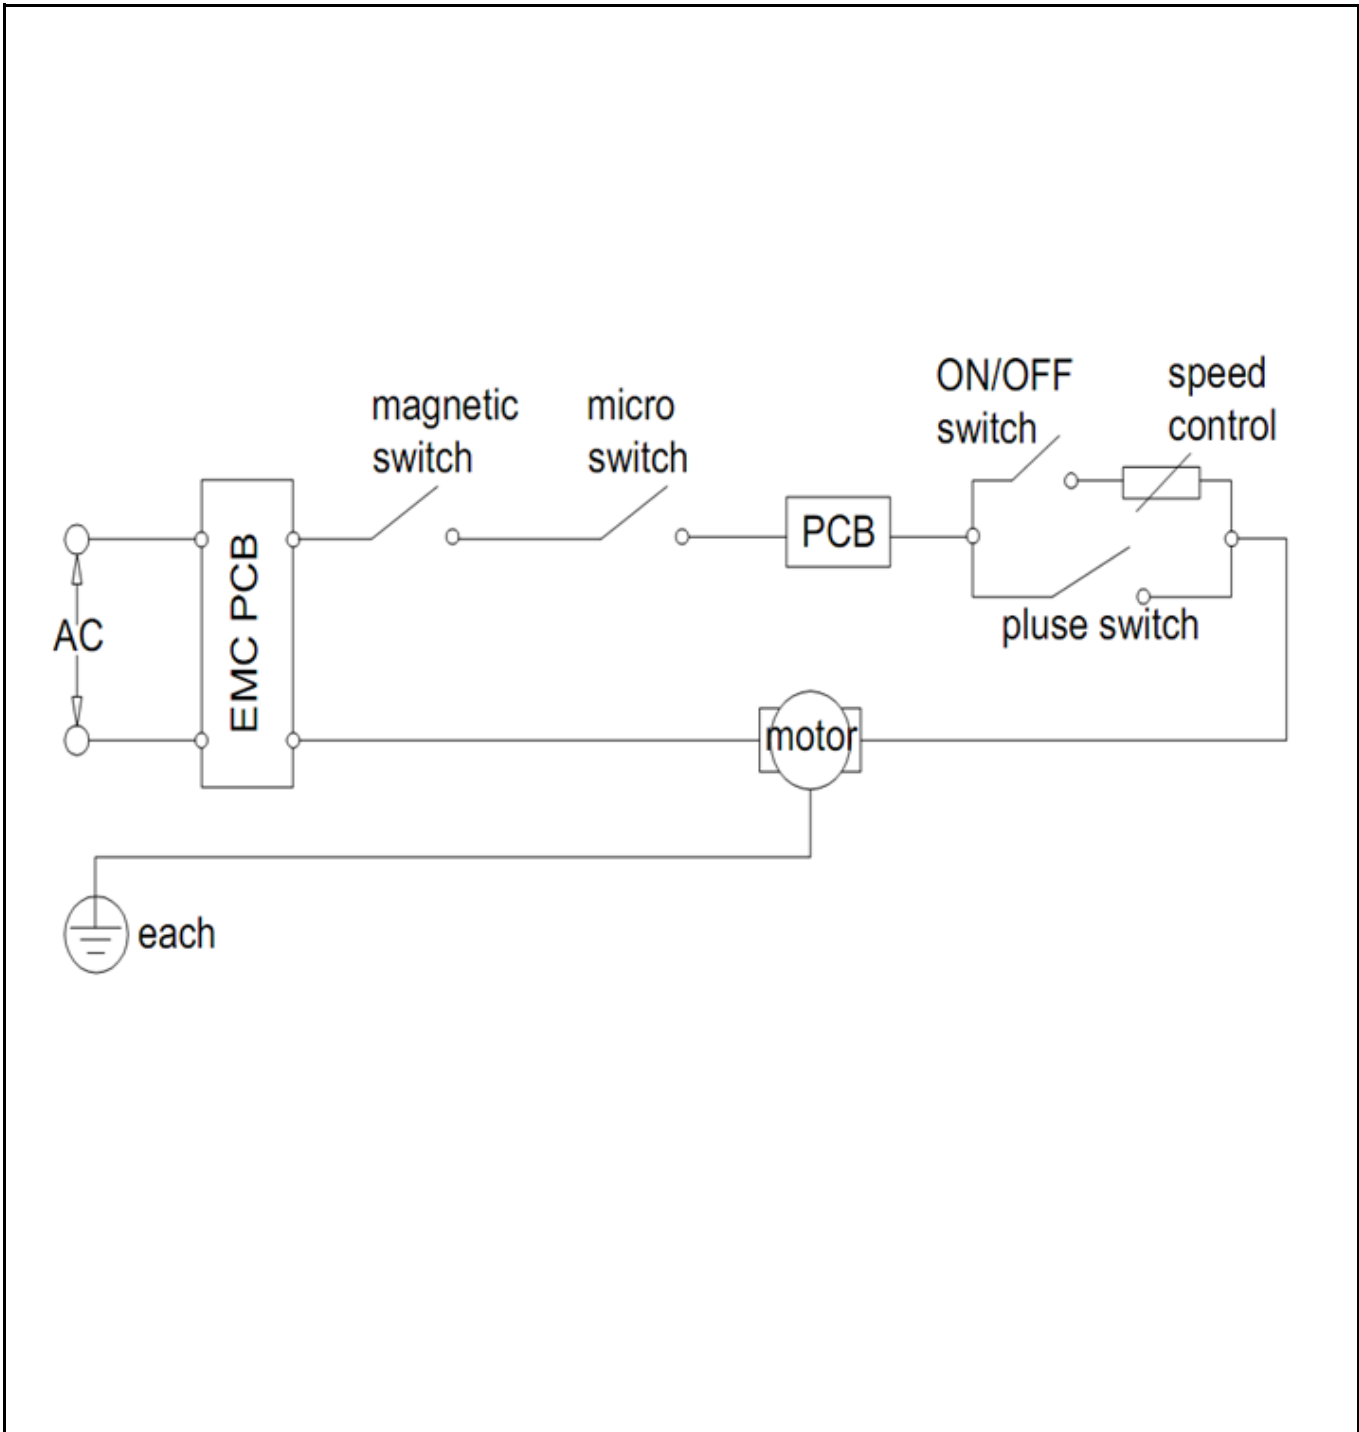 ON/OFF
switch
speed
control
magnetic
switch
micro
switch
PCB
EMC PCB
AC
pluse switch
motor
each